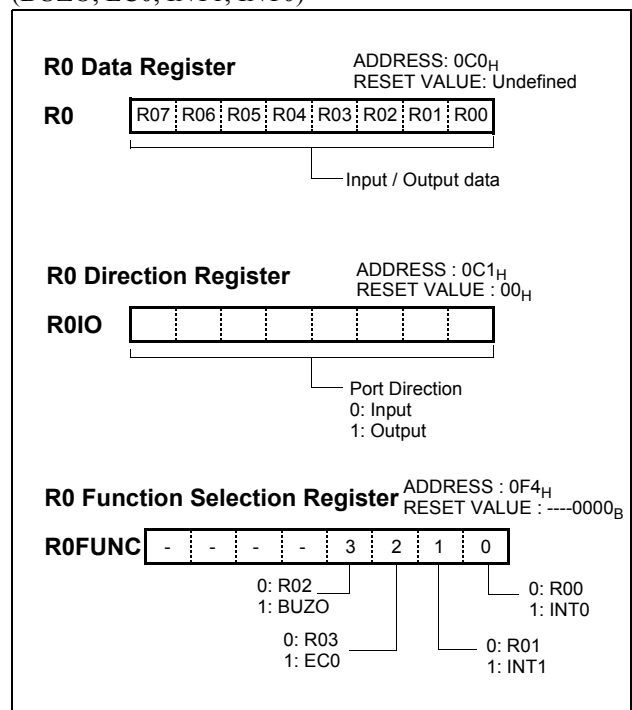 (BUZO, EC0, INT1, INT0)
R0 Data Register
ADDRESS: 0C0H
RESET VALUE: Undefined
R0
R07 R06 R05 R04 R03 R02 R01 R00
Input / Output data
R0 Direction Register
ADDRESS : 0C1H
RESET VALUE : 00H
R0IO
Port Direction
0: Input
1: Output
R0 Function Selection Register
ADDRESS : 0F4H
RESET VALUE : ----0000B
R0FUNC
- - - - 3 2 1 0
0: R02
1: BUZO
0: R00
1: INT0
0: R03
1: EC0
0: R01
1: INT1